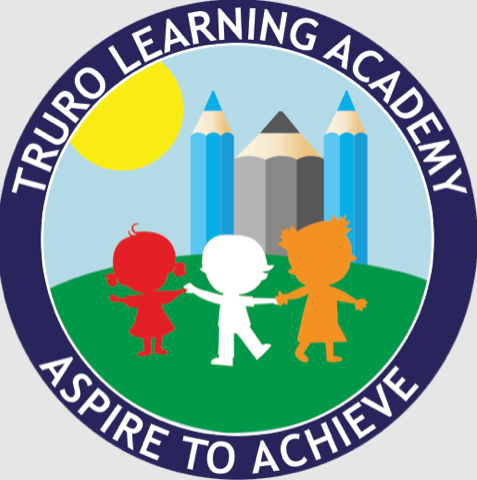 TRURO LEARNING ACADEMY
ASPIRE TO ACHIEVE